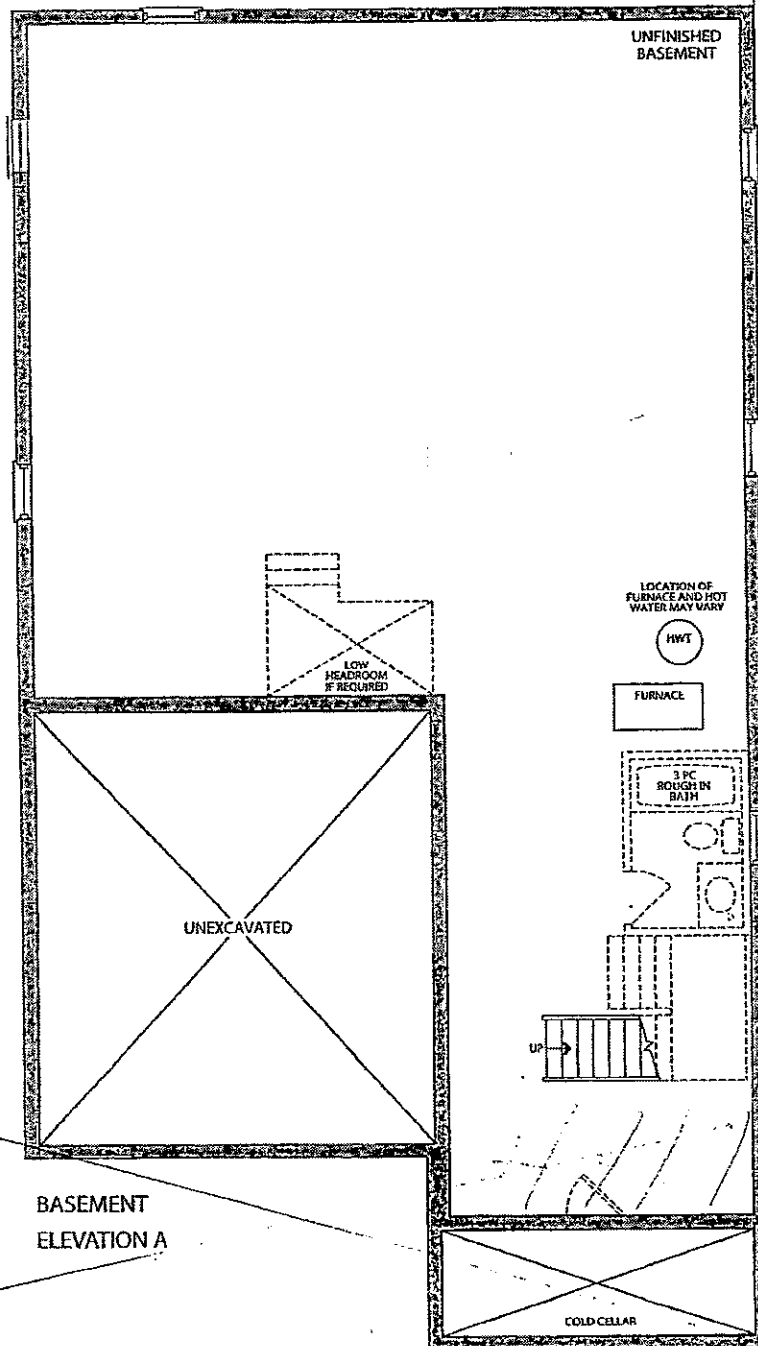 UNFINISHED
BASEMENT
LOCATION OF
FURNACE AND HOT
WATER MAY VARY
HWT
LOW
HEADROOM
IF REQUIRED
FURNACE
3 PC
ROUGH IN
BATH
UNEXCAVATED
UP
BASEMENT
ELEVATION A
COLD CELLAR